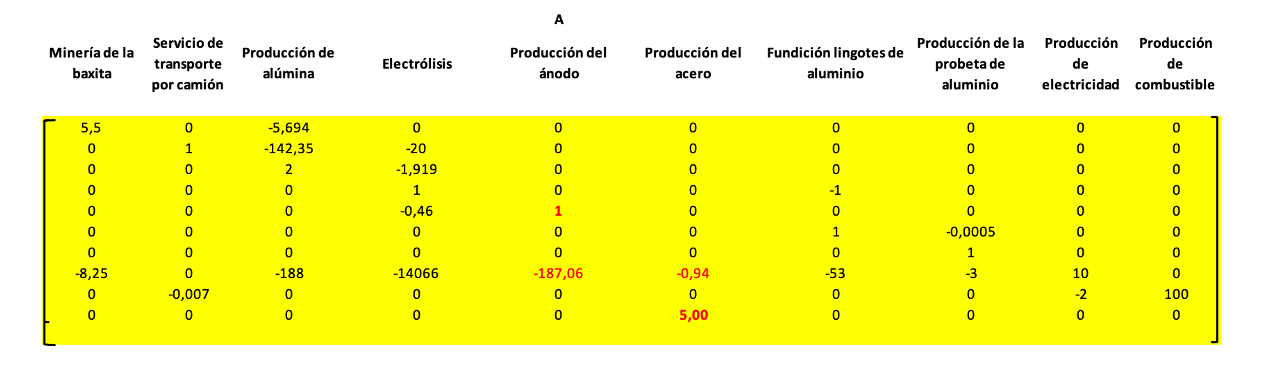 A
Minería de la baxita Servicio de transporte por camión Producción de alúmina Electrólisis Producción del ánodo Producción del acero Fundición lingotes de aluminio Producción de la probeta de aluminio Producción de electricidad Producción de combustible
5,5 0 -5,694 0 0 0 0 0 0 0
0 1 -142,35 -20 0 0 0 0 0 0
0 0 2 -1,919 0 0 0 0 0 0
0 0 0 1 0 0 -1 0 0 0
0 0 0 -0,46 1 0 0 0 0 0
0 0 0 0 0 0 1 -0,0005 0 0
0 0 0 0 0 0 0 1 0 0
-8,25 0 -188 -14066 -187,06 -0,94 -53 -3 10 0
0 -0,007 0 0 0 0 0 0 -2 100
0 0 0 0 0 5,00 0 0 0 0